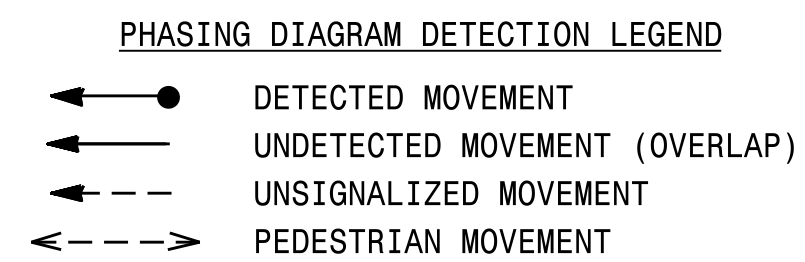 PHASING DIAGRAM DETECTION LEGEND
DETECTED MOVEMENT
UNDETECTED MOVEMENT (OVERLAP)
UNSIGNALIZED MOVEMENT
PEDESTRIAN MOVEMENT